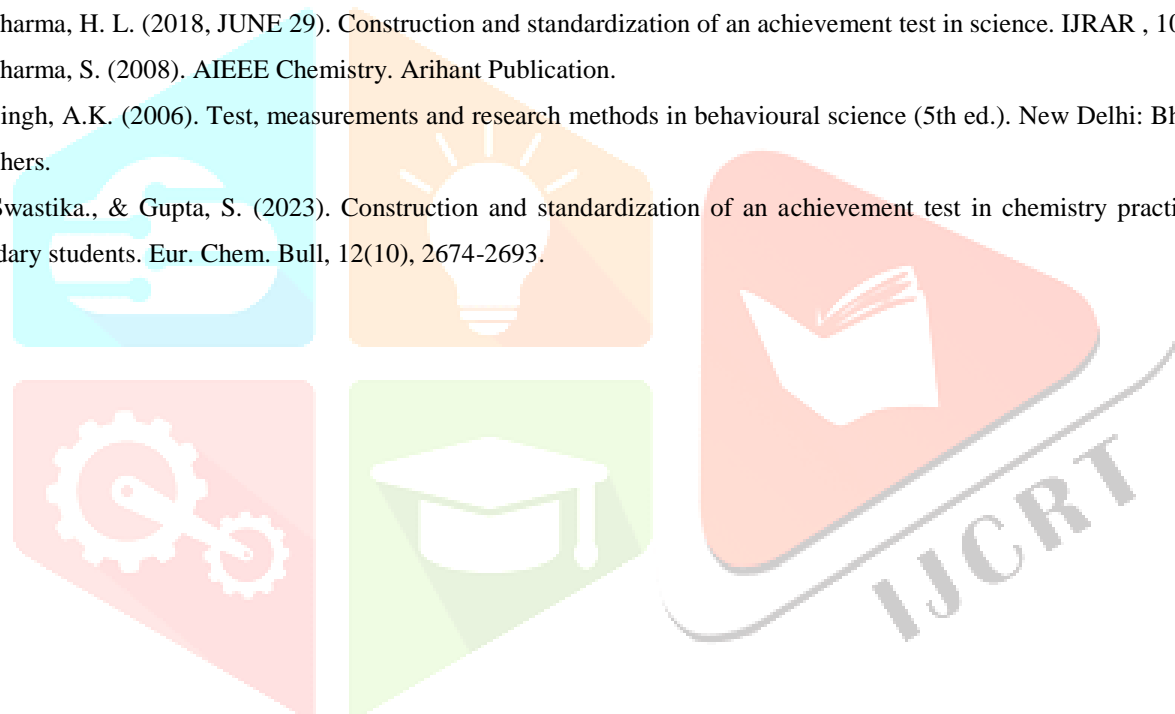 harma, H. L. (2018, JUNE 29). Construction and standardization of an achievement test in science. IJRAR , 10
harma, S. (2008). AIEEE Chemistry. Arihant Publication.
ingh, A.K. (2006). Test, measurements and research methods in behavioural science (5th ed.). New Delhi: Bh
hers.
Swastika., & Gupta, S. (2023). Construction and standardization of an achievement test in chemistry practi
dary students. Eur. Chem. Bull, 12(10), 2674-2693.
IJCRT